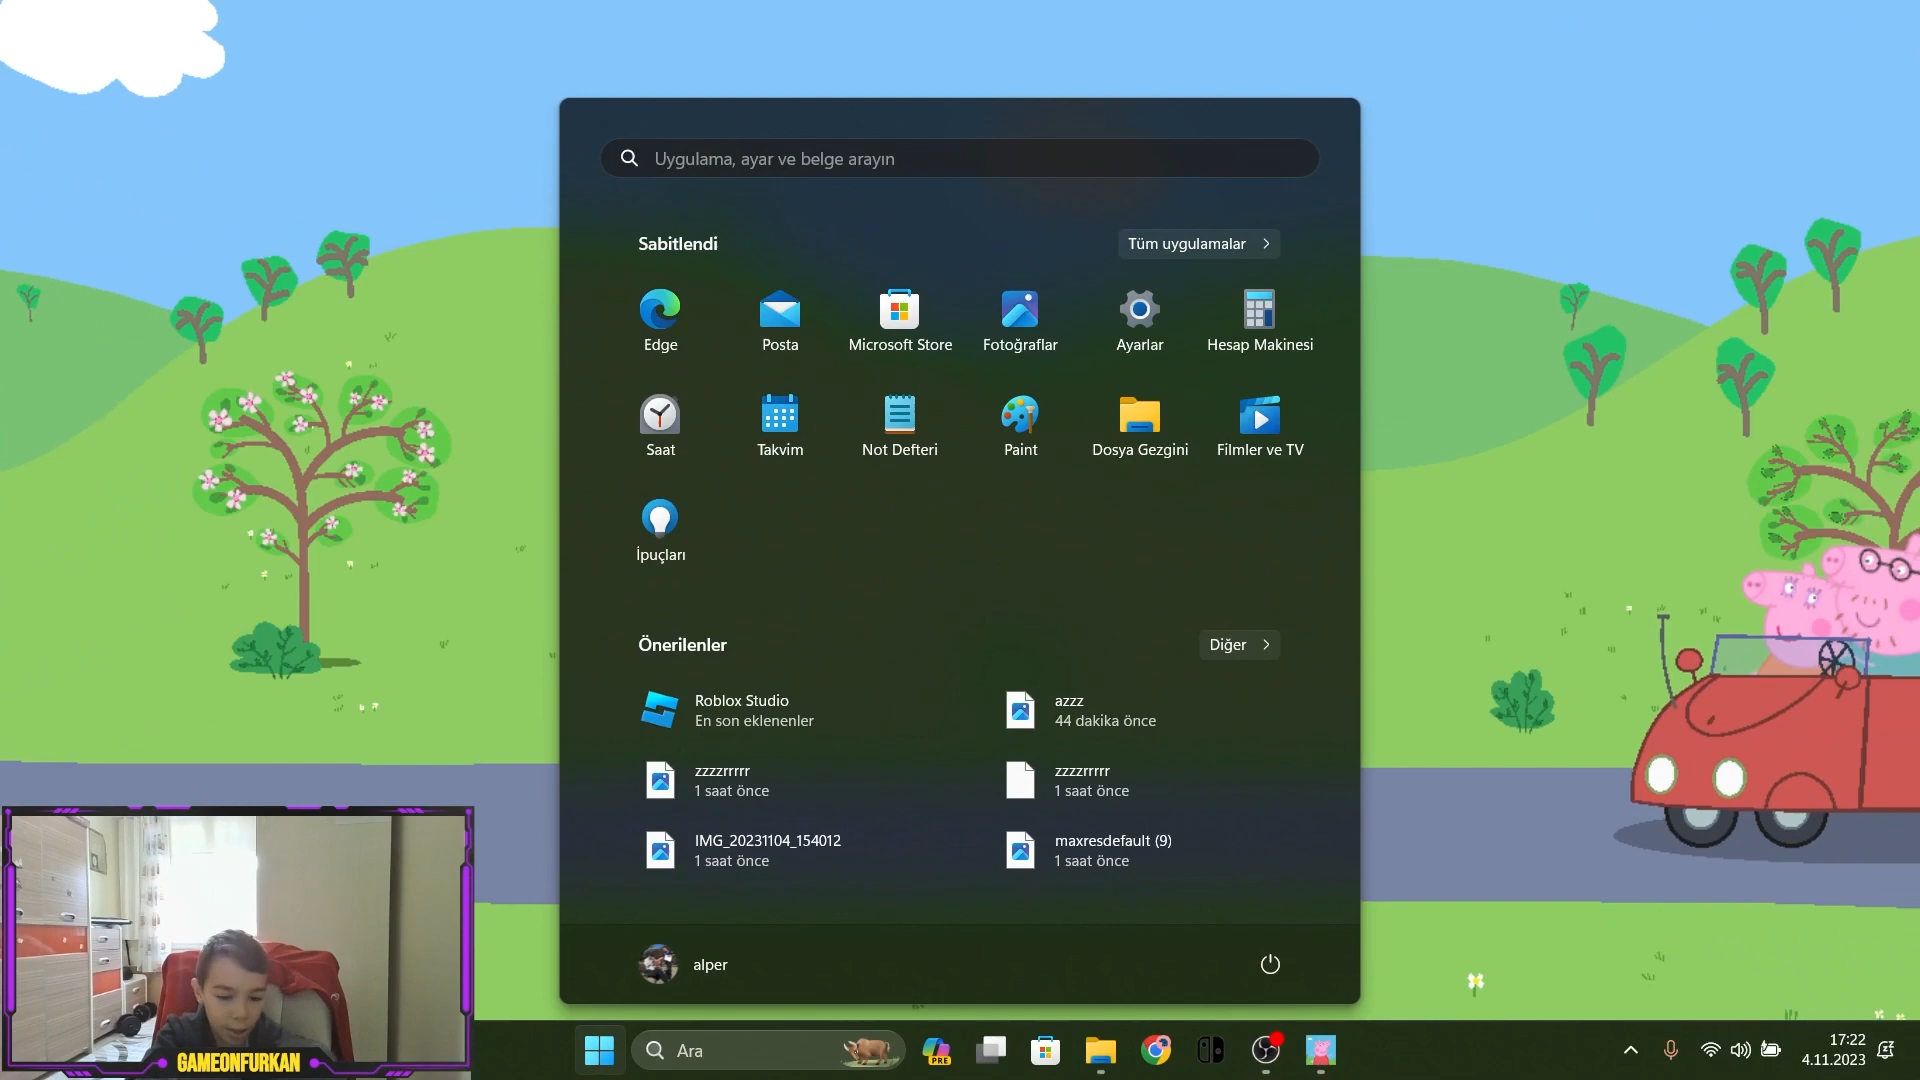 Uygulama, ayar ve belge arayın
Sabitlendi
Tüm uygulamalar
Edge
Posta
Microsoft Store
Fotoğraflar
Ayarlar
Hesap Makinesi
Saat
Takvim
Not Defteri
Paint
Dosya Gezgini
Filmler ve TV
İpuçları
Önerilenler
Diğer
Roblox Studio
En son eklenenler
azzz
44 dakika önce
zzzzrrrrr
1 saat önce
zzzzrrrrr
1 saat önce
IMG_20231104_154012
1 saat önce
maxresdefault (9)
1 saat önce
alper
GAMEONFURKAN
Ara
PRE
17:22
4.11.2023